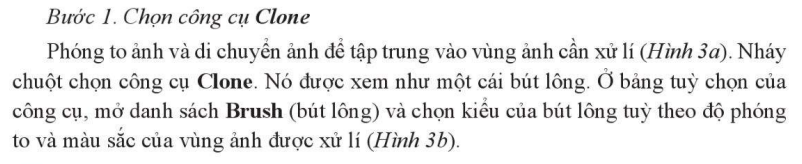 Bước 1. Chọn công cụ Clone
Phóng to ảnh và di chuyển ảnh để tập trung vào vùng ảnh cần xử lí (Hình 3a). Nháy
chuột chọn công cụ Clone. Nó được xem như một cái bút lông. Ở bảng tuỳ chọn của
công cụ, mở danh sách Brush (bút lông) và chọn kiểu của bút lông tuỳ theo độ phóng
to và màu sắc của vùng ảnh được xử lí (Hình 3b).